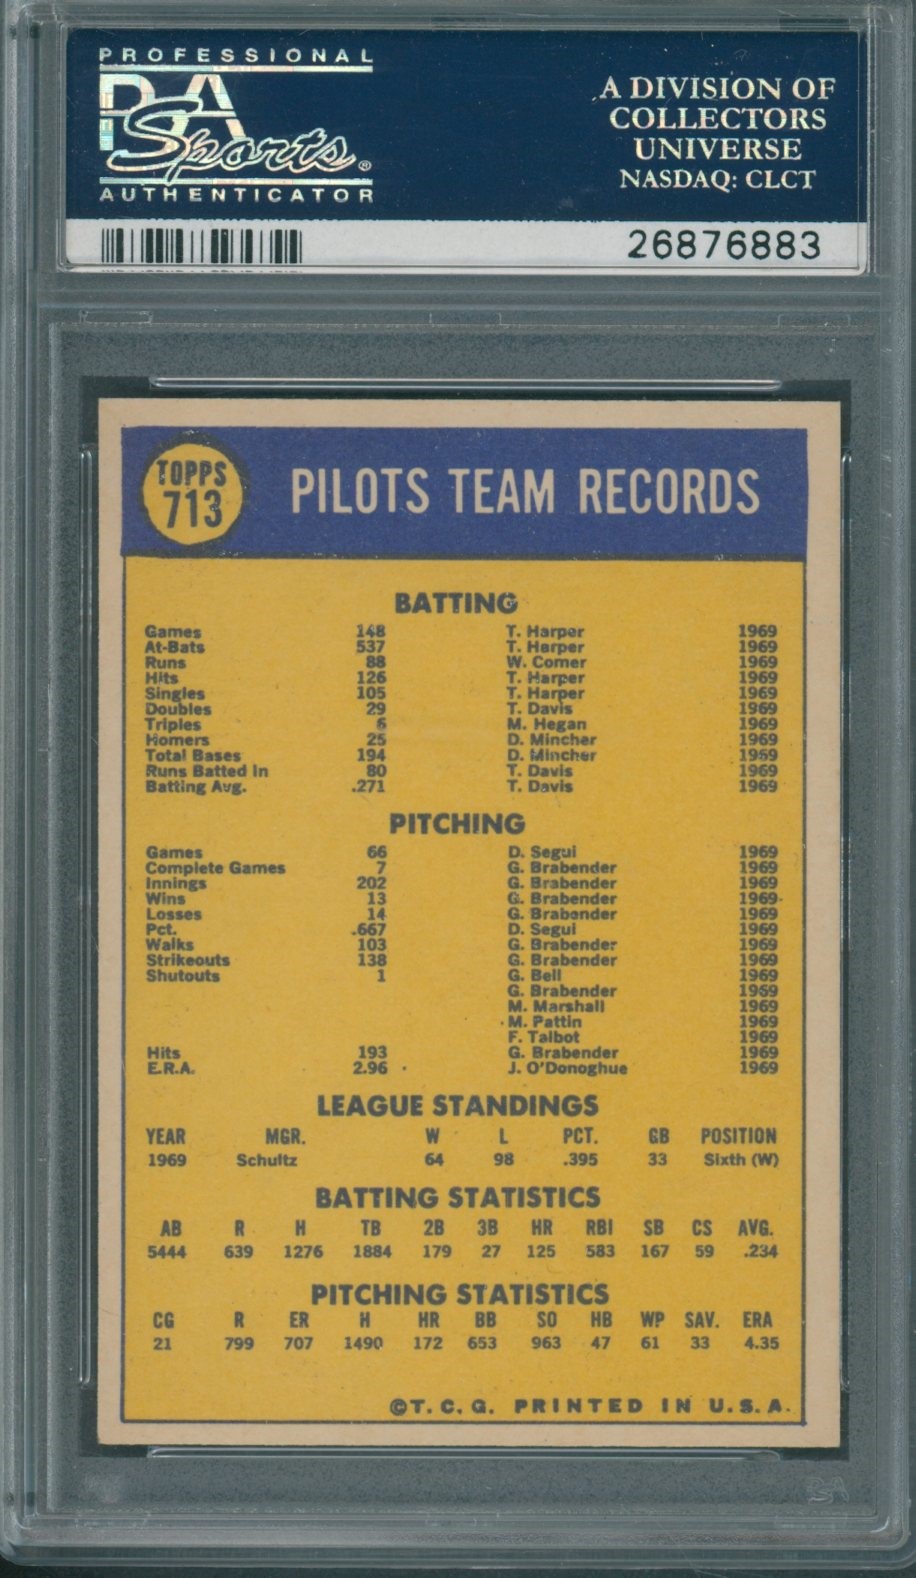 PROFESSIONAL
PSA
Sports®
AUTHENTICATOR
A DIVISION OF
COLLECTORS
UNIVERSE
NASDAQ: CLCT
26876883
TOPPS
713
PILOTS TEAM RECORDS
BATTING
Games 148 T. Harper 1969
At-Bats 537 T. Harper 1969
Runs 88 W. Comer 1969
Hits 126 T. Harper 1969
Singles 105 T. Harper 1969
Doubles 29 T. Davis 1969
Triples 6 M. Hegan 1969
Homers 25 D. Mincher 1969
Total Bases 194 D. Mincher 1969
Runs Batted In 80 T. Davis 1969
Batting Avg. .271 T. Davis 1969
PITCHING
Games 66 D. Segui 1969
Complete Games 7 G. Brabender 1969
Innings 202 G. Brabender 1969
Wins 13 G. Brabender 1969
Losses 14 G. Brabender 1969
Pct. .667 D. Segui 1969
Walks 103 G. Brabender 1969
Strikeouts 138 G. Brabender 1969
Shutouts 1 G. Bell 1969
G. Brabender 1969
M. Marshall 1969
M. Pattin 1969
F. Talbot 1969
Hits 193 G. Brabender 1969
E.R.A. 2.96 J. O'Donoghue 1969
LEAGUE STANDINGS
YEAR MGR. W L PCT. GB POSITION
1969 Schultz 64 98 .395 33 Sixth (W)
BATTING STATISTICS
AB R H TB 2B 3B HR RBI SB CS AVG.
5444 639 1276 1884 179 27 125 583 167 59 .234
PITCHING STATISTICS
CG R ER H HR BB SO HB WP SAV. ERA
21 799 707 1490 172 653 963 47 61 33 4.35
©T. C. G. PRINTED IN U. S. A.